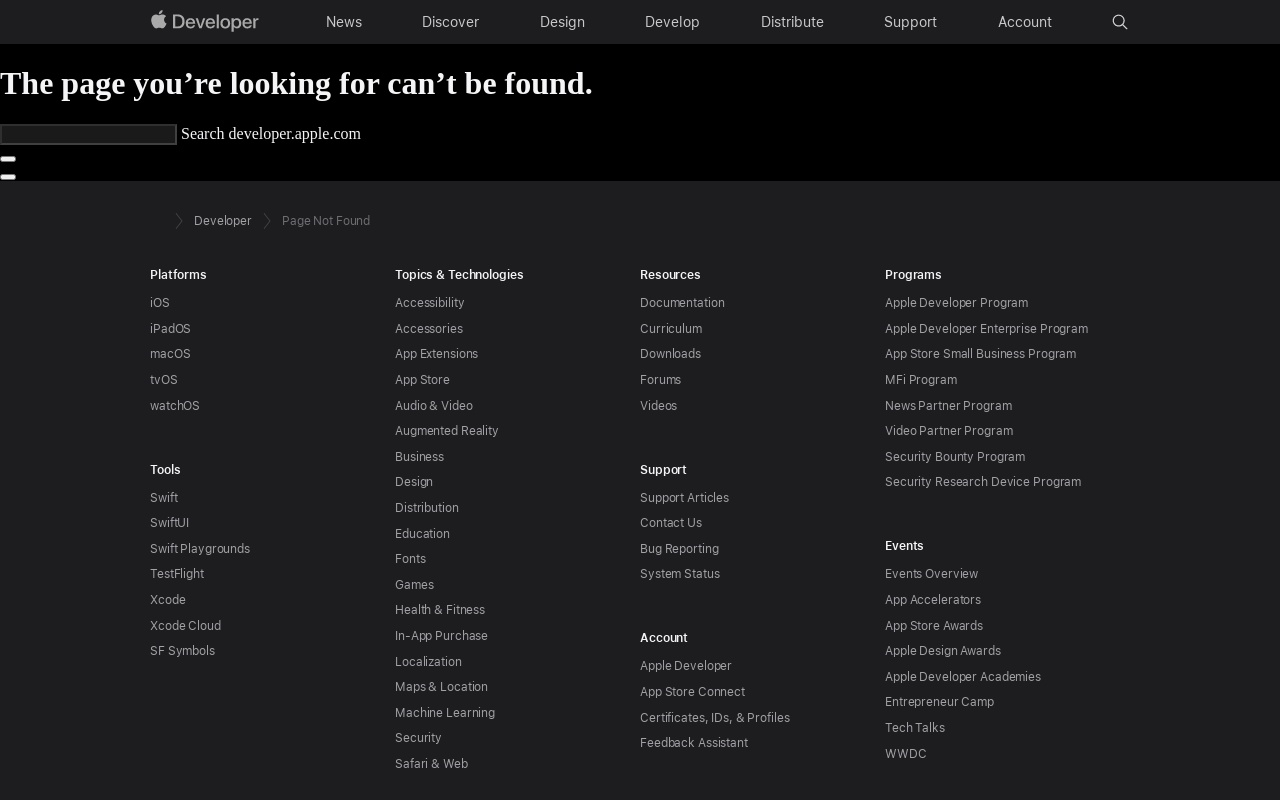 Developer
News
Discover
Design
Develop
Distribute
Support
Account
The page you’re looking for can’t be found.
Search developer.apple.com
Developer
Page Not Found
Platforms
iOS
iPadOS
macOS
tvOS
watchOS
Tools
Swift
SwiftUI
Swift Playgrounds
TestFlight
Xcode
Xcode Cloud
SF Symbols
Topics & Technologies
Accessibility
Accessories
App Extensions
App Store
Audio & Video
Augmented Reality
Business
Design
Distribution
Education
Fonts
Games
Health & Fitness
In-App Purchase
Localization
Maps & Location
Machine Learning
Security
Safari & Web
Resources
Documentation
Curriculum
Downloads
Forums
Videos
Support
Support Articles
Contact Us
Bug Reporting
System Status
Account
Apple Developer
App Store Connect
Certificates, IDs, & Profiles
Feedback Assistant
Programs
Apple Developer Program
Apple Developer Enterprise Program
App Store Small Business Program
MFi Program
News Partner Program
Video Partner Program
Security Bounty Program
Security Research Device Program
Events
Events Overview
App Accelerators
App Store Awards
Apple Design Awards
Apple Developer Academies
Entrepreneur Camp
Tech Talks
WWDC